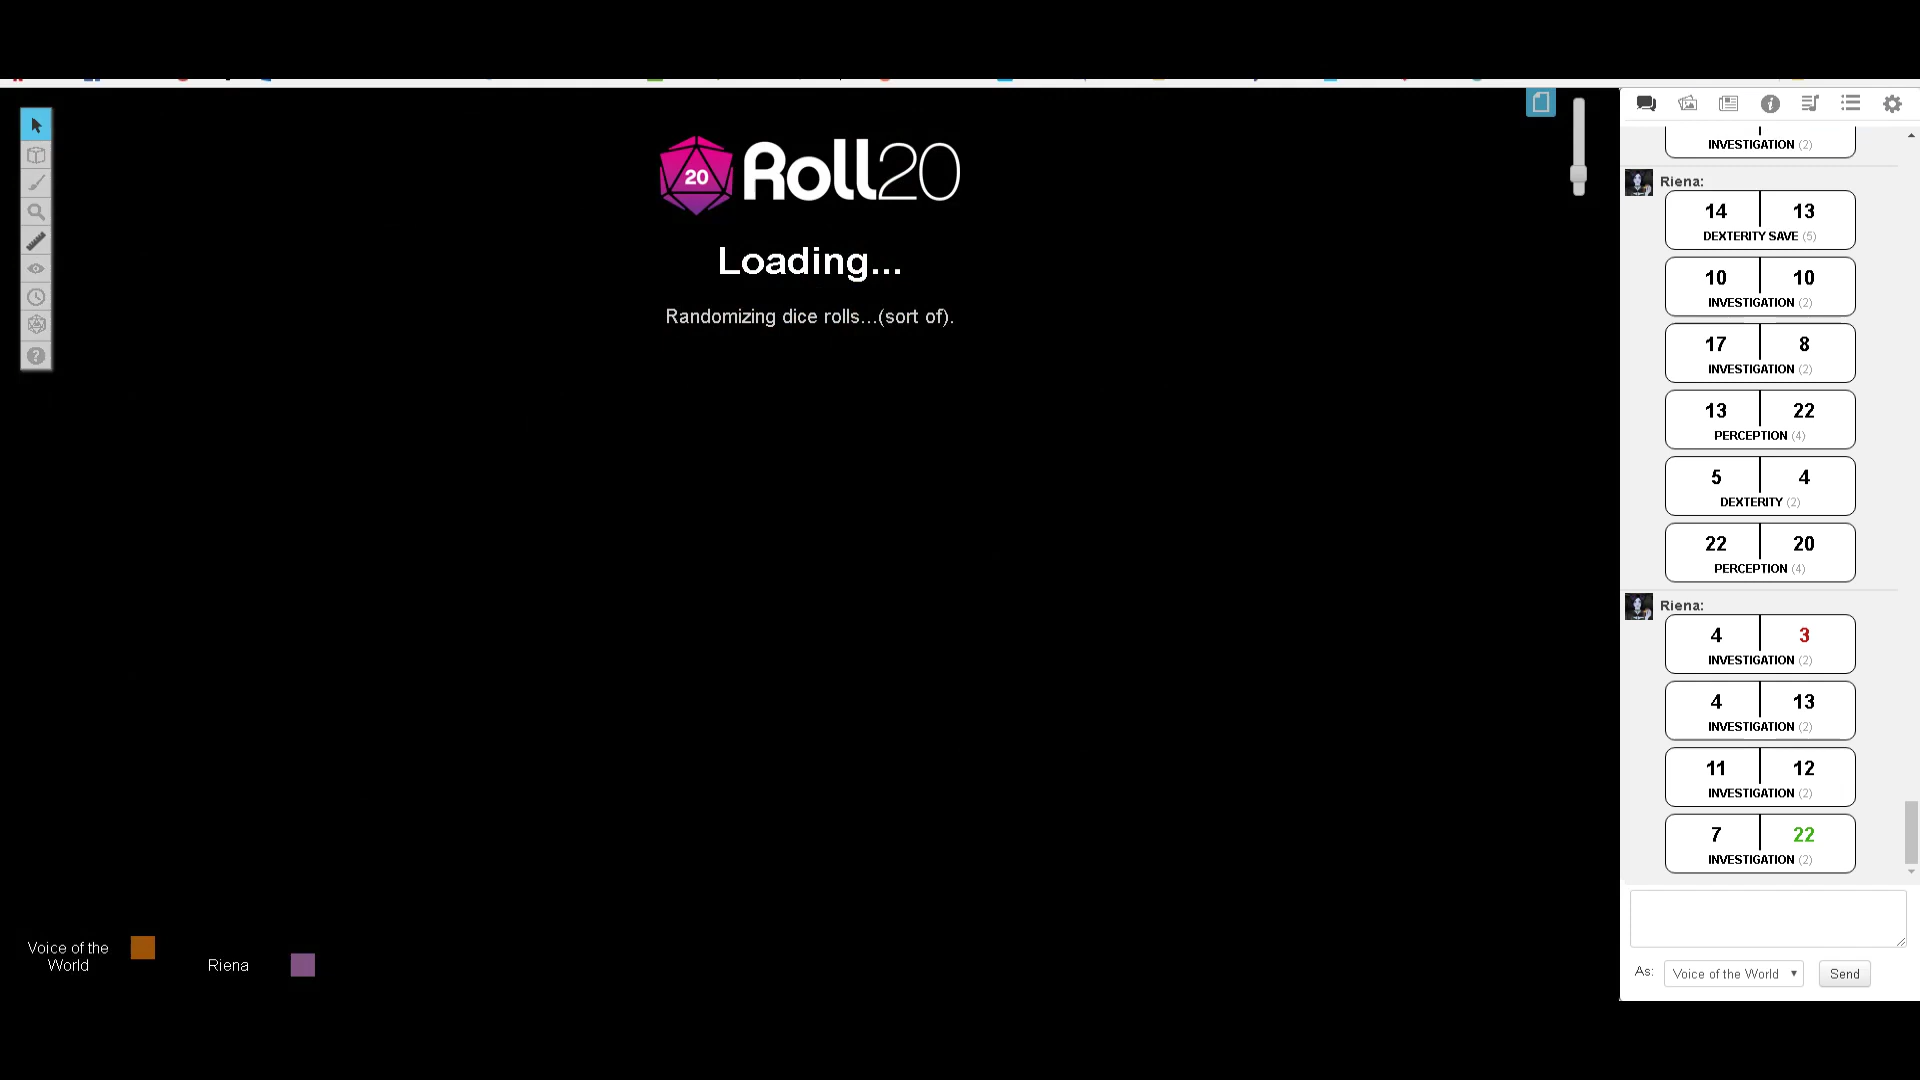 20 Roll20
Loading...
Randomizing dice rolls...(sort of).
Voice of the
World
Riena
INVESTIGATION (2)
Riena:
14 13
DEXTERITY SAVE (5)
10 10
INVESTIGATION (2)
17 8
INVESTIGATION (2)
13 22
PERCEPTION (4)
5 4
DEXTERITY (2)
22 20
PERCEPTION (4)
Riena:
4 3
INVESTIGATION (2)
4 13
INVESTIGATION (2)
11 12
INVESTIGATION (2)
7 22
INVESTIGATION (2)
As: Voice of the World Send